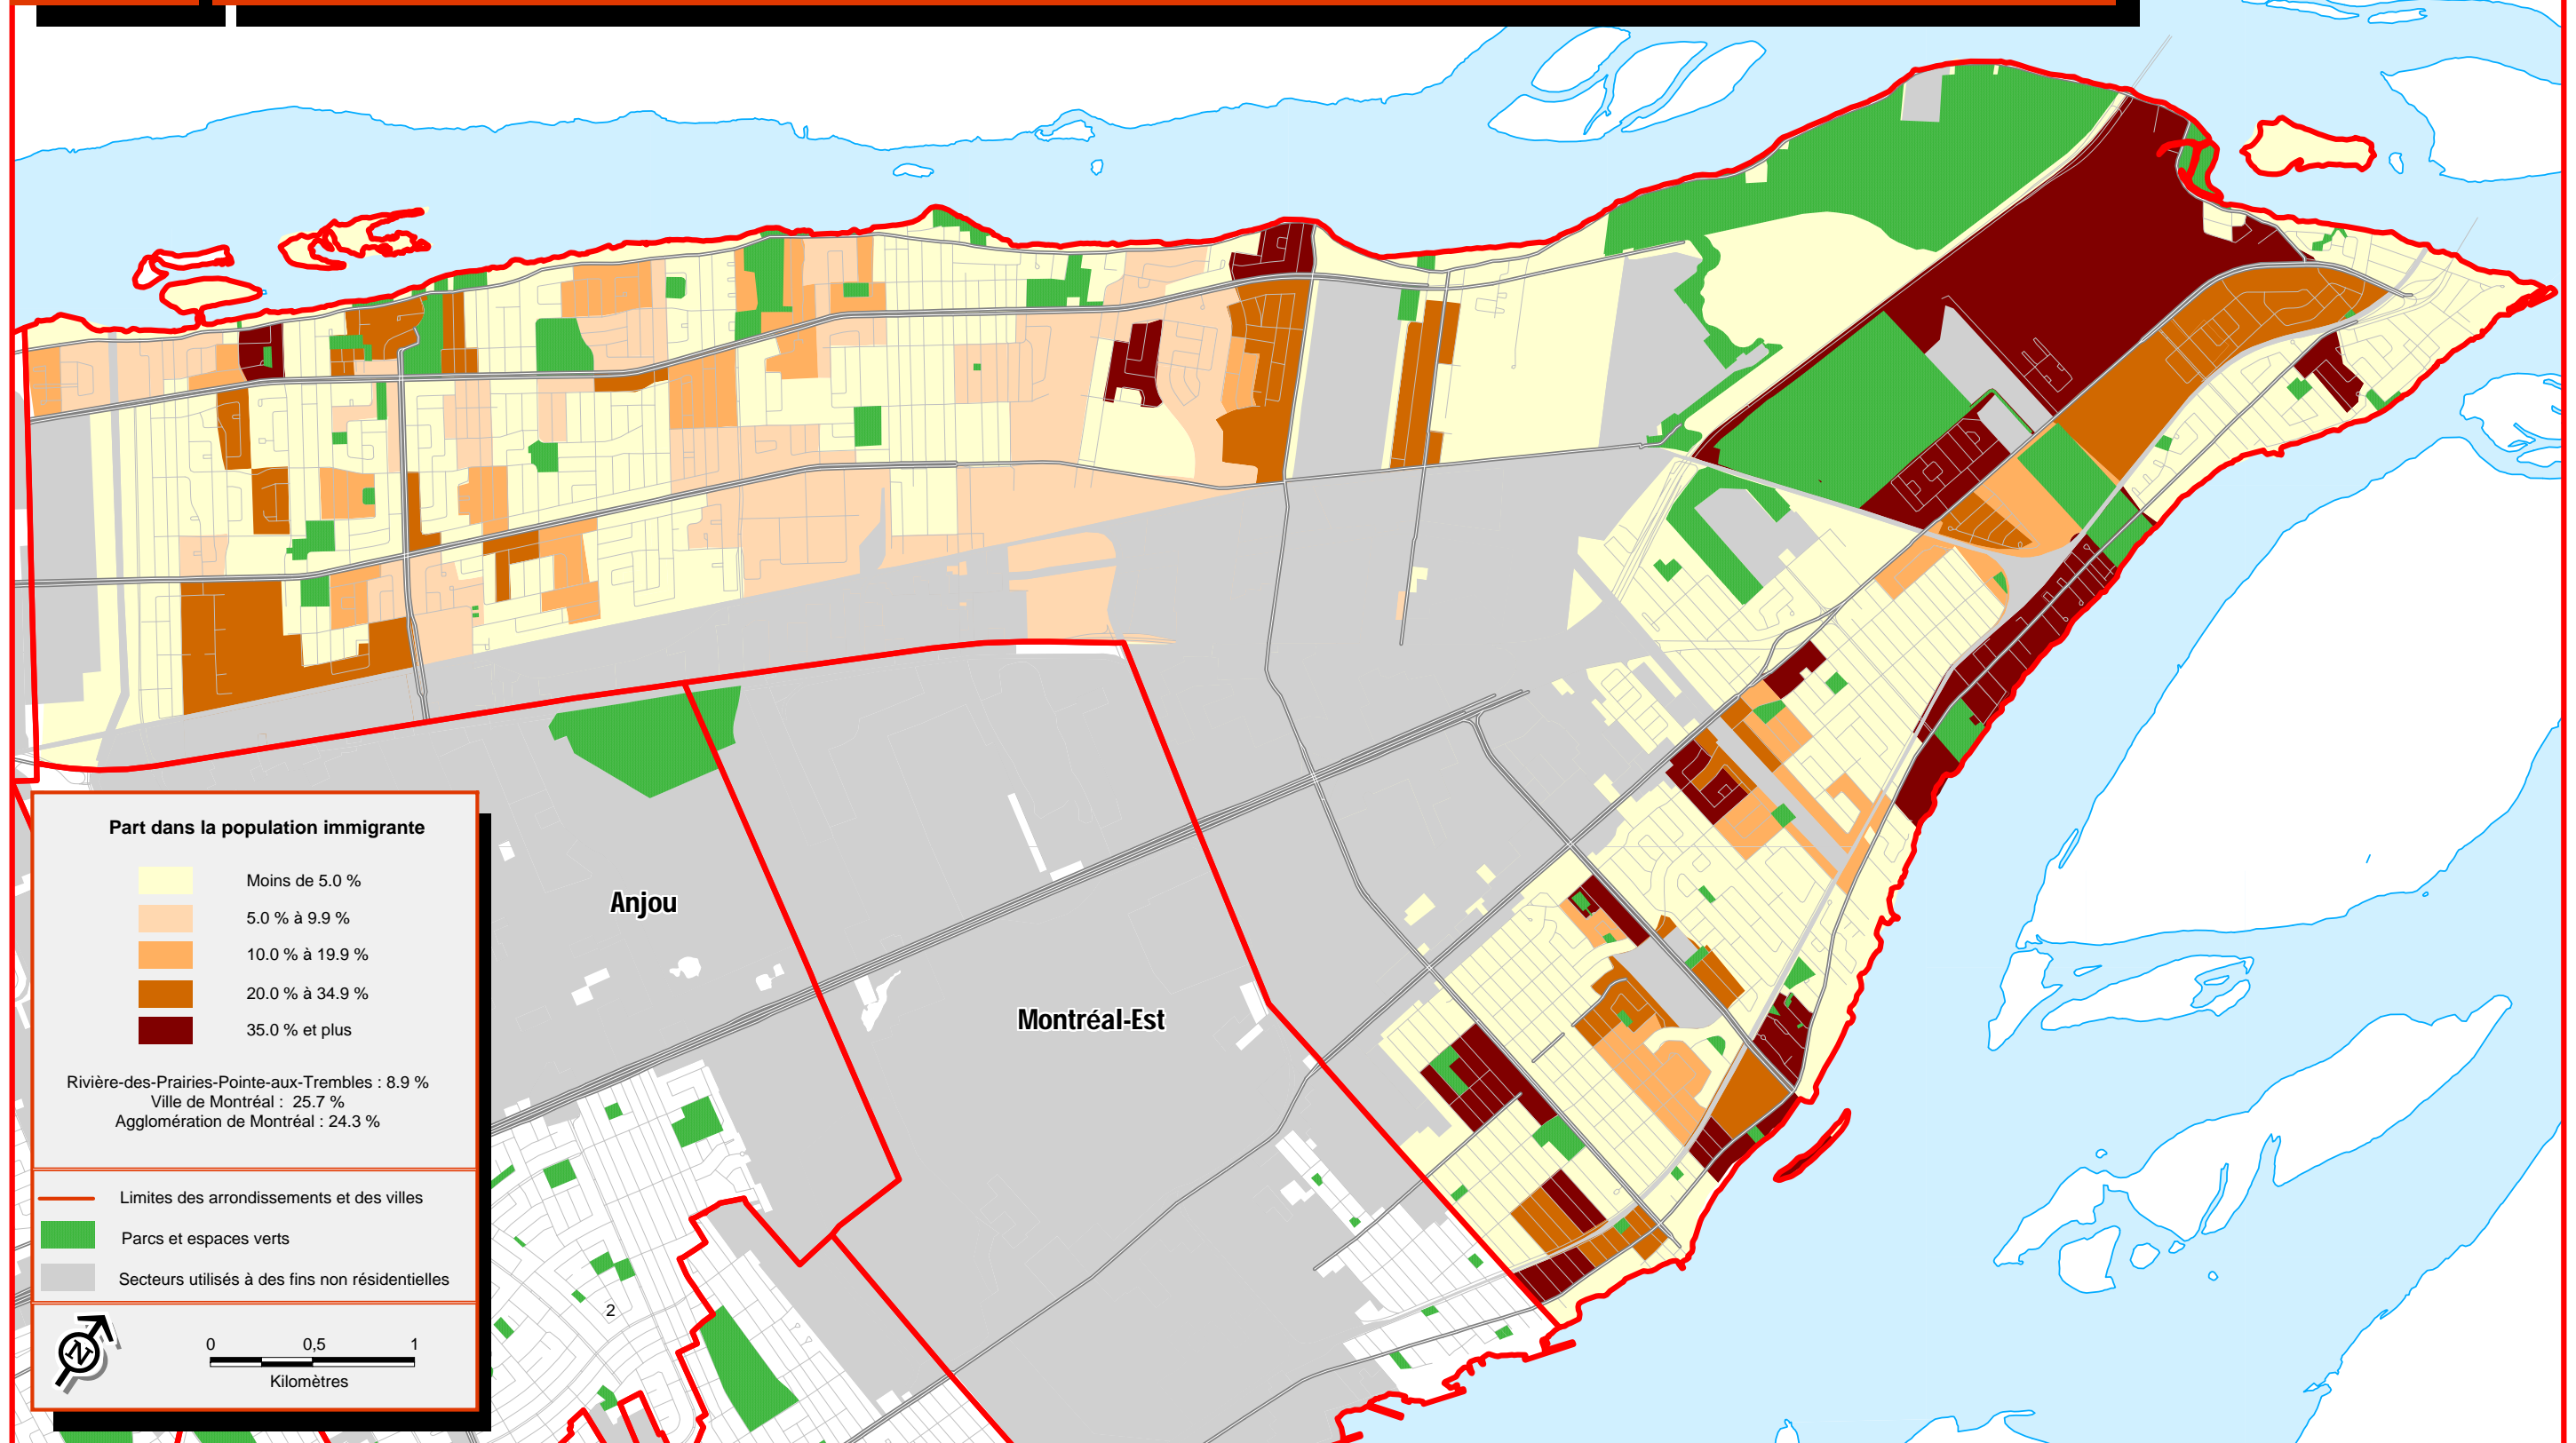 Anjou
Montréal-Est
Part dans la population immigrante
Moins de 5.0 %
5.0 % à 9.9 %
10.0 % à 19.9 %
20.0 % à 34.9 %
35.0 % et plus
Rivière-des-Prairies-Pointe-aux-Trembles : 8.9 %
Ville de Montréal : 25.7 %
Agglomération de Montréal : 24.3 %
Limites des arrondissements et des villes
Parcs et espaces verts
Secteurs utilisés à des fins non résidentielles
N
0 0,5 1
Kilomètres
2